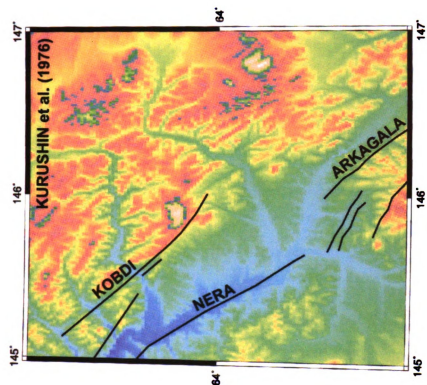 147°
146°
145°
64°
64°
147°
146°
145°
KURUSHIN et al. (1976)
KOBDI
NERA
ARKAGALA